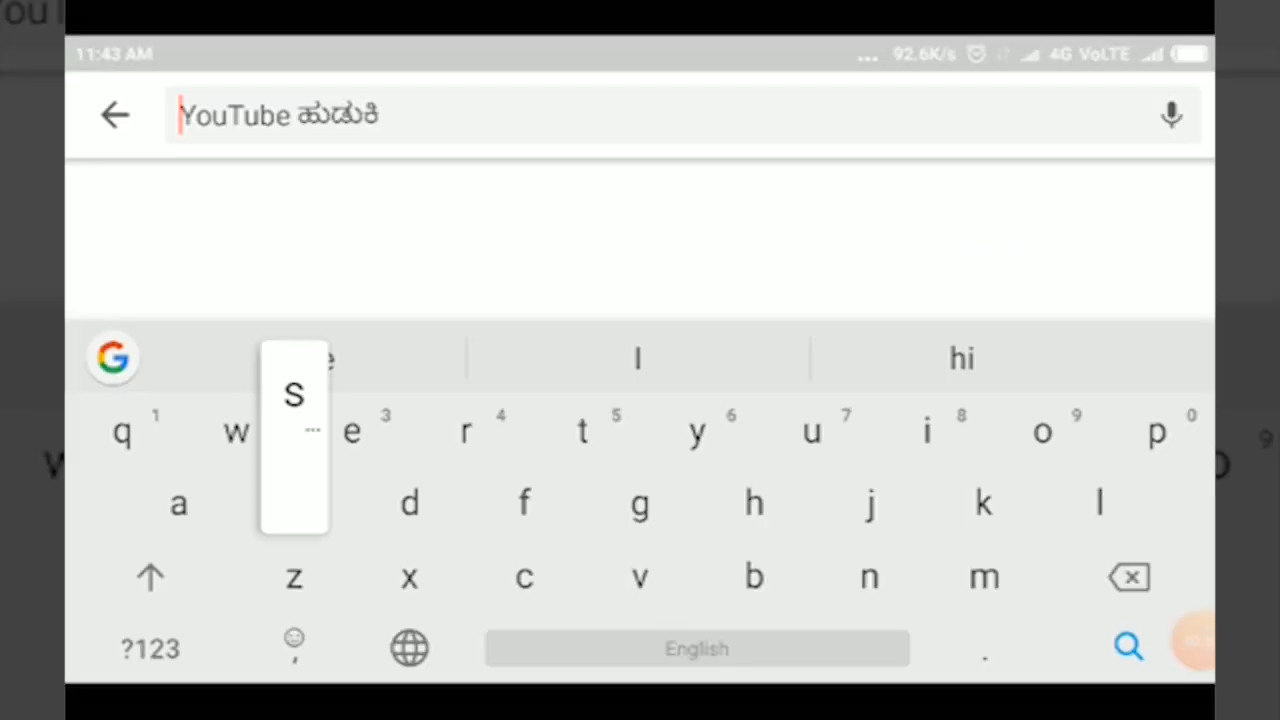 11:43 AM ... 92.6K/s 4G VoLTE
YouTube ಹುಡುಕಿ
S
I hi
q 1 w e 3 r 4 t 5 y 6 u 7 i 8 o 9 p 0
a d f g h j k l
z x c v b n m
?123 , English .